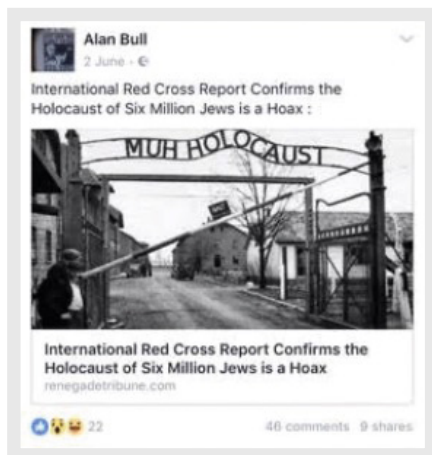 Alan Bull
2 June
International Red Cross Report Confirms the
Holocaust of Six Million Jews is a Hoax :
MUH HOLOCAUST
International Red Cross Report Confirms the
Holocaust of Six Million Jews is a Hoax
renegadetribune.com
22
46 comments 9 shares